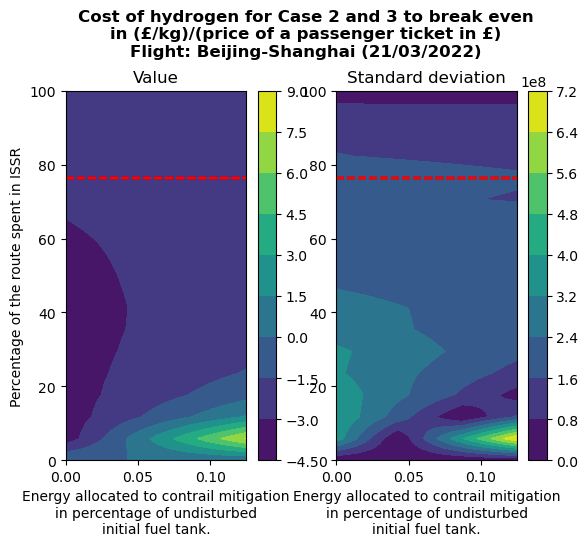 Cost of hydrogen for Case 2 and 3 to break even
in (£/kg)/(price of a passenger ticket in £)
Flight: Beijing-Shanghai (21/03/2022)
Value
Standard deviation
1e8
Percentage of the route spent in ISSR
100
80
60
40
20
0
0.00
0.05
0.10
9.0
7.5
6.0
4.5
3.0
1.5
0.0
−1.5
−3.0
−4.5
100
80
60
40
20
0
0.00
0.05
0.10
7.2
6.4
5.6
4.8
4.0
3.2
2.4
1.6
0.8
0.0
Energy allocated to contrail mitigation
in percentage of undisturbed
initial fuel tank.
Energy allocated to contrail mitigation
in percentage of undisturbed
initial fuel tank.